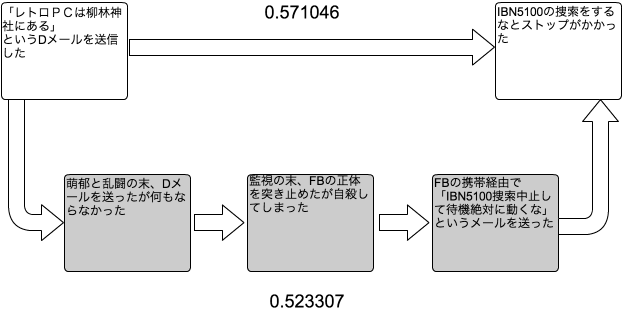 0.571046
「レトロＰＣは柳林神
社にある」
というDメールを送信
した
IBN5100の捜索をする
なとストップがかかっ
た
萌郁と乱闘の末、Dメ
ールを送ったが何もな
らなかった
監視の末、FBの正体
を突き止めたが自殺し
てしまった
FBの携帯経由で
「IBN5100捜索中止し
て待機絶対に動くな」
というメールを送った
0.523307